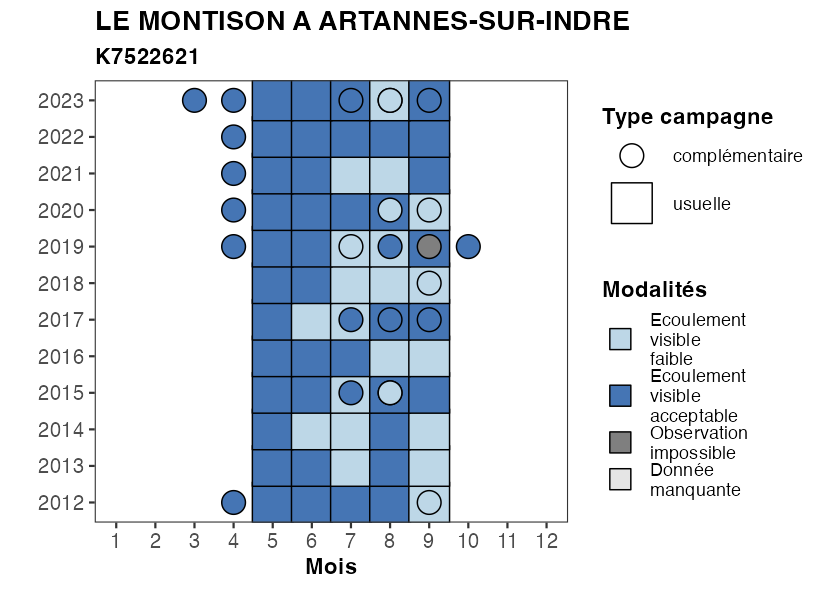 LE MONTISON A ARTANNES-SUR-INDRE
K7522621
2023
2022
2021
2020
2019
2018
2017
2016
2015
2014
2013
2012
1 2 3 4 5 6 7 8 9 10 11 12
Mois
Type campagne
complémentaire
usuelle
Modalités
Ecoulement
visible
faible
Ecoulement
visible
acceptable
Observation
impossible
Donnée
manquante